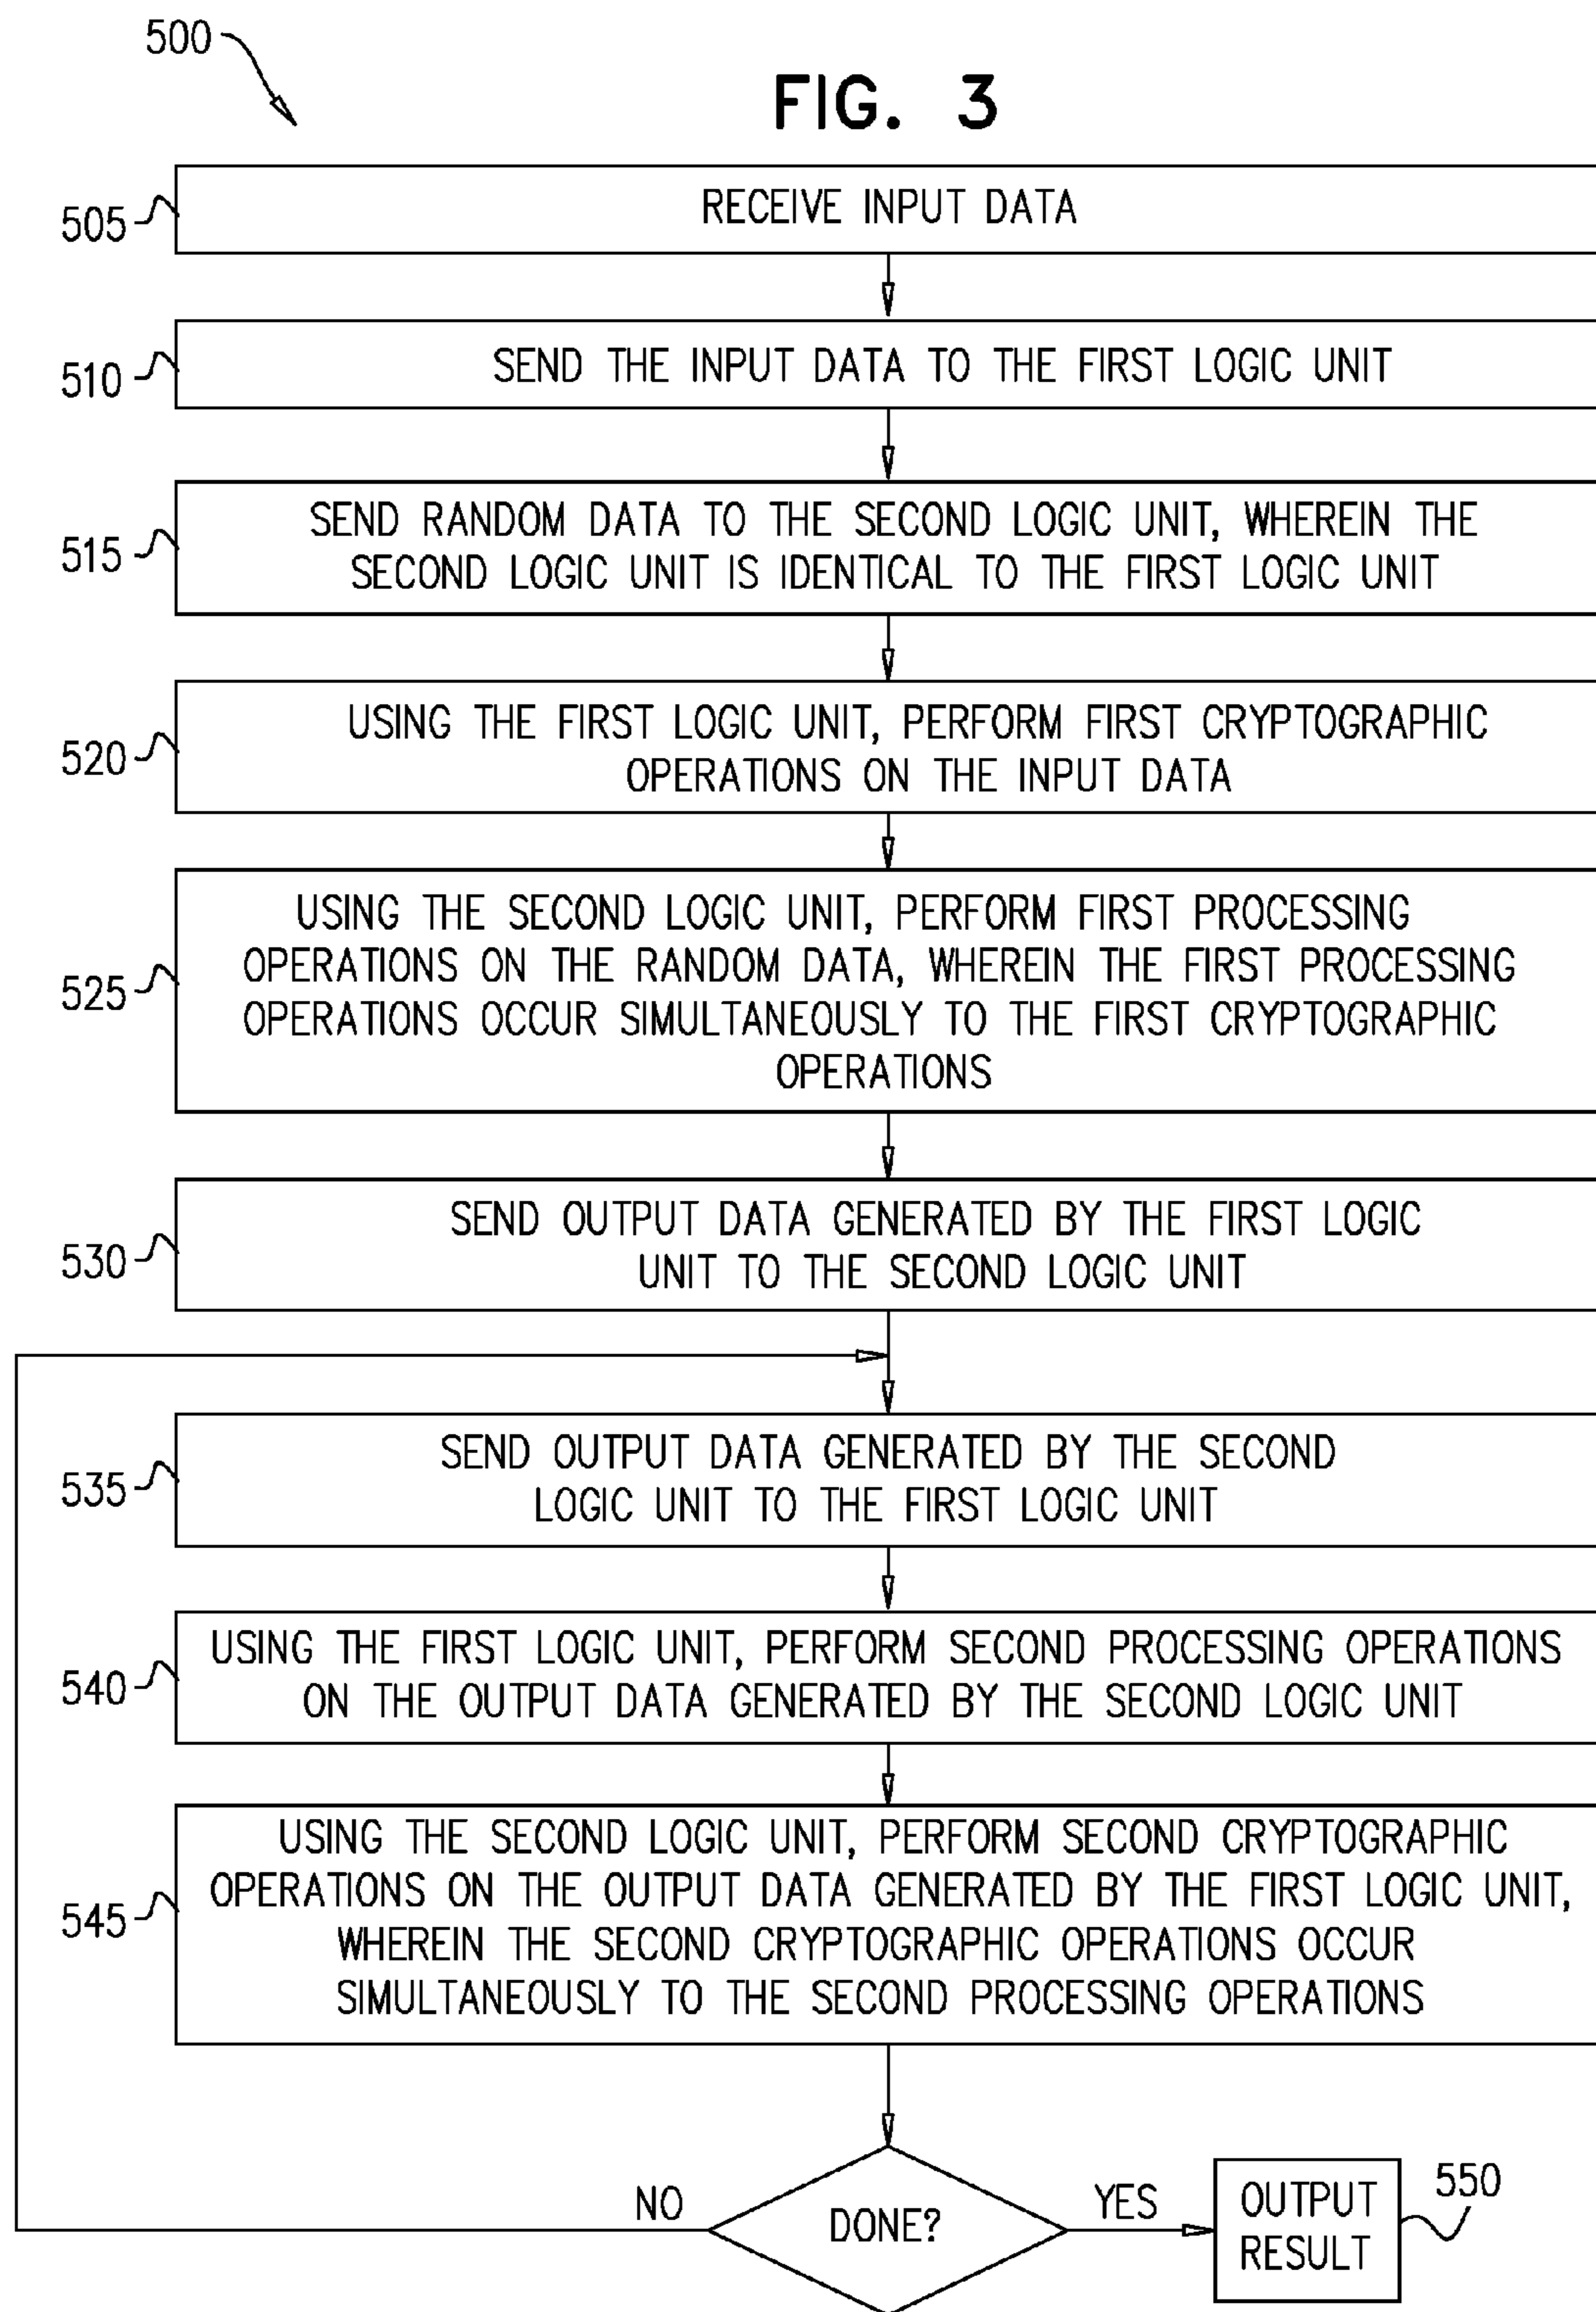 500
FIG. 3
505
RECEIVE INPUT DATA
510
SEND THE INPUT DATA TO THE FIRST LOGIC UNIT
515
SEND RANDOM DATA TO THE SECOND LOGIC UNIT, WHEREIN THE
SECOND LOGIC UNIT IS IDENTICAL TO THE FIRST LOGIC UNIT
520
USING THE FIRST LOGIC UNIT, PERFORM FIRST CRYPTOGRAPHIC
OPERATIONS ON THE INPUT DATA
525
USING THE SECOND LOGIC UNIT, PERFORM FIRST PROCESSING
OPERATIONS ON THE RANDOM DATA, WHEREIN THE FIRST PROCESSING
OPERATIONS OCCUR SIMULTANEOUSLY TO THE FIRST CRYPTOGRAPHIC
OPERATIONS
530
SEND OUTPUT DATA GENERATED BY THE FIRST LOGIC
UNIT TO THE SECOND LOGIC UNIT
535
SEND OUTPUT DATA GENERATED BY THE SECOND
LOGIC UNIT TO THE FIRST LOGIC UNIT
540
USING THE FIRST LOGIC UNIT, PERFORM SECOND PROCESSING OPERATIONS
ON THE OUTPUT DATA GENERATED BY THE SECOND LOGIC UNIT
545
USING THE SECOND LOGIC UNIT, PERFORM SECOND CRYPTOGRAPHIC
OPERATIONS ON THE OUTPUT DATA GENERATED BY THE FIRST LOGIC UNIT,
WHEREIN THE SECOND CRYPTOGRAPHIC OPERATIONS OCCUR
SIMULTANEOUSLY TO THE SECOND PROCESSING OPERATIONS
NO
DONE?
YES
OUTPUT
RESULT
550